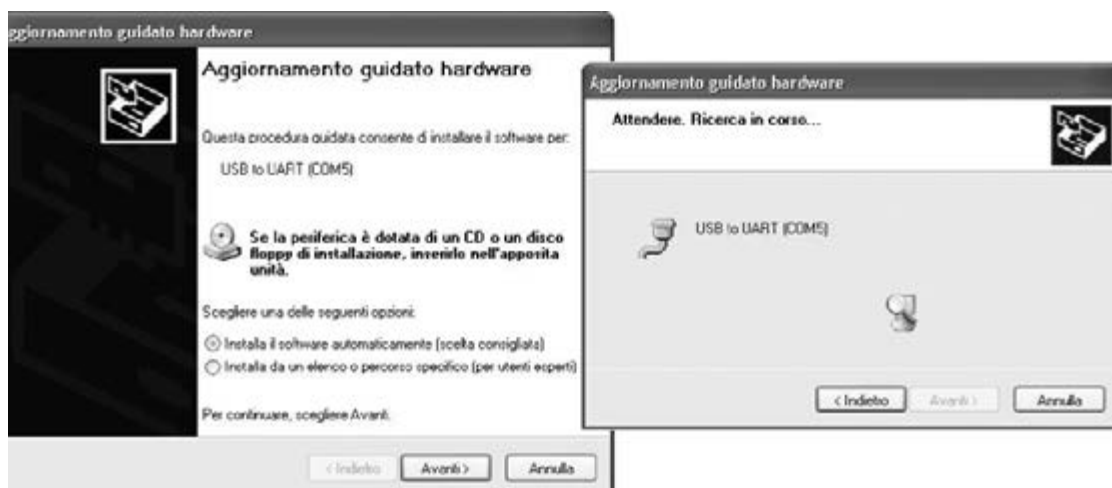 ggiornamento guidato hardware
Aggiornamento guidato hardware
Questa procedura guidata consente di installare il software per:
USB to UART (COM5)
Se la periferica è dotata di un CD o un disco
floppy di installazione, inserirlo nell'apposita
unità.
Scegliere una delle seguenti opzioni:
Installa il software automaticamente (scelta consigliata)
Installa da un elenco o percorso specifico (per utenti esperti)
Per continuare, scegliere Avanti.
< Indietro
Avanti >
Annulla
Aggiornamento guidato hardware
Attendere. Ricerca in corso...
USB to UART (COM5)
< Indietro
Avanti >
Annulla